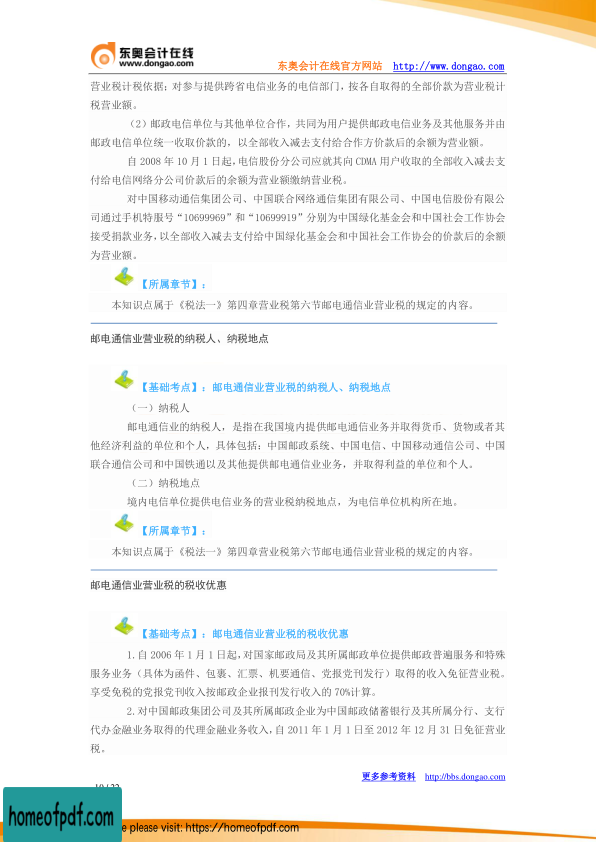 东奥会计在线
www.dongao.com
东奥会计在线官方网站 http://www.dongao.com
营业税计税依据；对参与提供跨省电信业务的电信部门，按各自取得的全部价款为营业税计
税营业额。
（2）邮政电信单位与其他单位合作，共同为用户提供邮政电信业务及其他服务并由
邮政电信单位统一收取价款的，以全部收入减去支付给合作方价款后的余额为营业额。
自 2008 年 10 月 1 日起，电信股份分公司应就其向 CDMA 用户收取的全部收入减去支
付给电信网络分公司价款后的余额为营业额缴纳营业税。
对中国移动通信集团公司、中国联合网络通信集团有限公司、中国电信股份有限公
司通过手机特服号“10699969”和“10699919”分别为中国绿化基金会和中国社会工作协会
接受捐款业务，以全部收入减去支付给中国绿化基金会和中国社会工作协会的价款后的余额
为营业额。
【所属章节】：
本知识点属于《税法一》第四章营业税第六节邮电通信业营业税的规定的内容。
邮电通信业营业税的纳税人、纳税地点
【基础考点】：邮电通信业营业税的纳税人、纳税地点
（一）纳税人
邮电通信业的纳税人，是指在我国境内提供邮电通信业务并取得货币、货物或者其
他经济利益的单位和个人，具体包括：中国邮政系统、中国电信、中国移动通信公司、中国
联合通信公司和中国铁通以及其他提供邮电通信业业务，并取得利益的单位和个人。
（二）纳税地点
境内电信单位提供电信业务的营业税纳税地点，为电信单位机构所在地。
【所属章节】：
本知识点属于《税法一》第四章营业税第六节邮电通信业营业税的规定的内容。
邮电通信业营业税的税收优惠
【基础考点】：邮电通信业营业税的税收优惠
1.自 2006 年 1 月 1 日起，对国家邮政局及其所属邮政单位提供邮政普遍服务和特殊
服务业务（具体为函件、包裹、汇票、机要通信、党报党刊发行）取得的收入免征营业税。
享受免税的党报党刊收入按邮政企业报刊发行收入的 70%计算。
2.对中国邮政集团公司及其所属邮政企业为中国邮政储蓄银行及其所属分行、支行
代办金融业务取得的代理金融业务收入，自 2011 年 1 月 1 日至 2012 年 12 月 31 日免征营业
税。
更多参考资料 http://bbs.dongao.com
homeofpdf.com
e please visit: https://homeofpdf.com